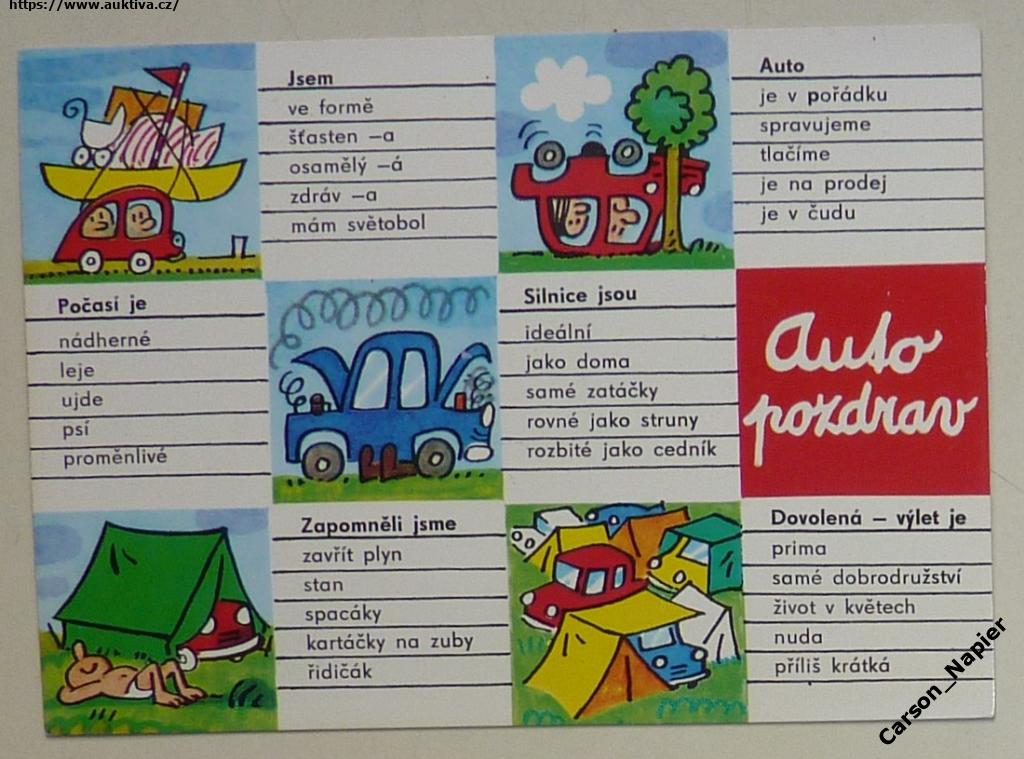 https://www.auktiva.cz/
Jsem
ve formě
šťasten –a
osamělý –á
zdráv –a
mám světobol
Auto
je v pořádku
spravujeme
tlačíme
je na prodej
je v čudu
Počasí je
nádherné
leje
ujde
psí
proměnlivé
Silnice jsou
ideální
jako doma
samé zatáčky
rovné jako struny
rozbité jako cedník
Auto
pozdrav
Zapomněli jsme
zavřít plyn
stan
spacáky
kartáčky na zuby
řidičák
Dovolená – výlet je
prima
samé dobrodružství
život v květech
nuda
příliš krátká
Carson_Napier